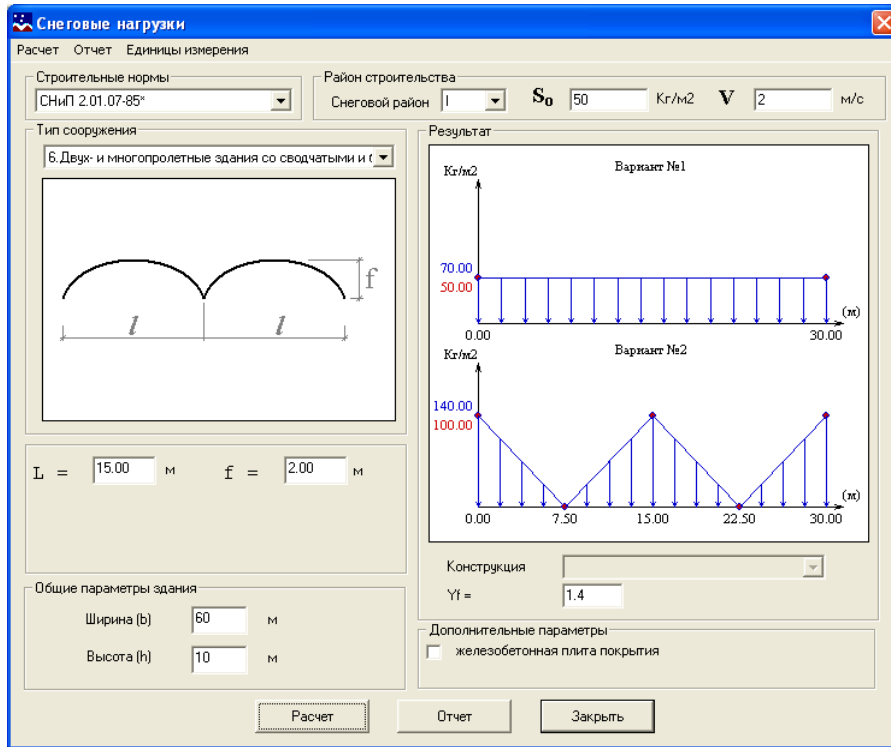 Снеговые нагрузки
Расчет Отчет Единицы измерения
Строительные нормы
СНиП 2.01.07-85*
Район строительства
Снеговой район I S₀ 50 Кг/м2 V 2 м/с
Тип сооружения
6.Двух- и многопролетные здания со сводчатыми и
f
l l
L = 15.00 м f = 2.00 м
Общие параметры здания
Ширина (b) 60 м
Высота (h) 10 м
Результат
Кг/м2 Вариант №1
70.00
50.00
(м)
0.00 30.00
Кг/м2 Вариант №2
140.00
100.00
(м)
0.00 7.50 15.00 22.50 30.00
Конструкция
Yf = 1.4
Дополнительные параметры
железобетонная плита покрытия
Расчет Отчет Закрыть